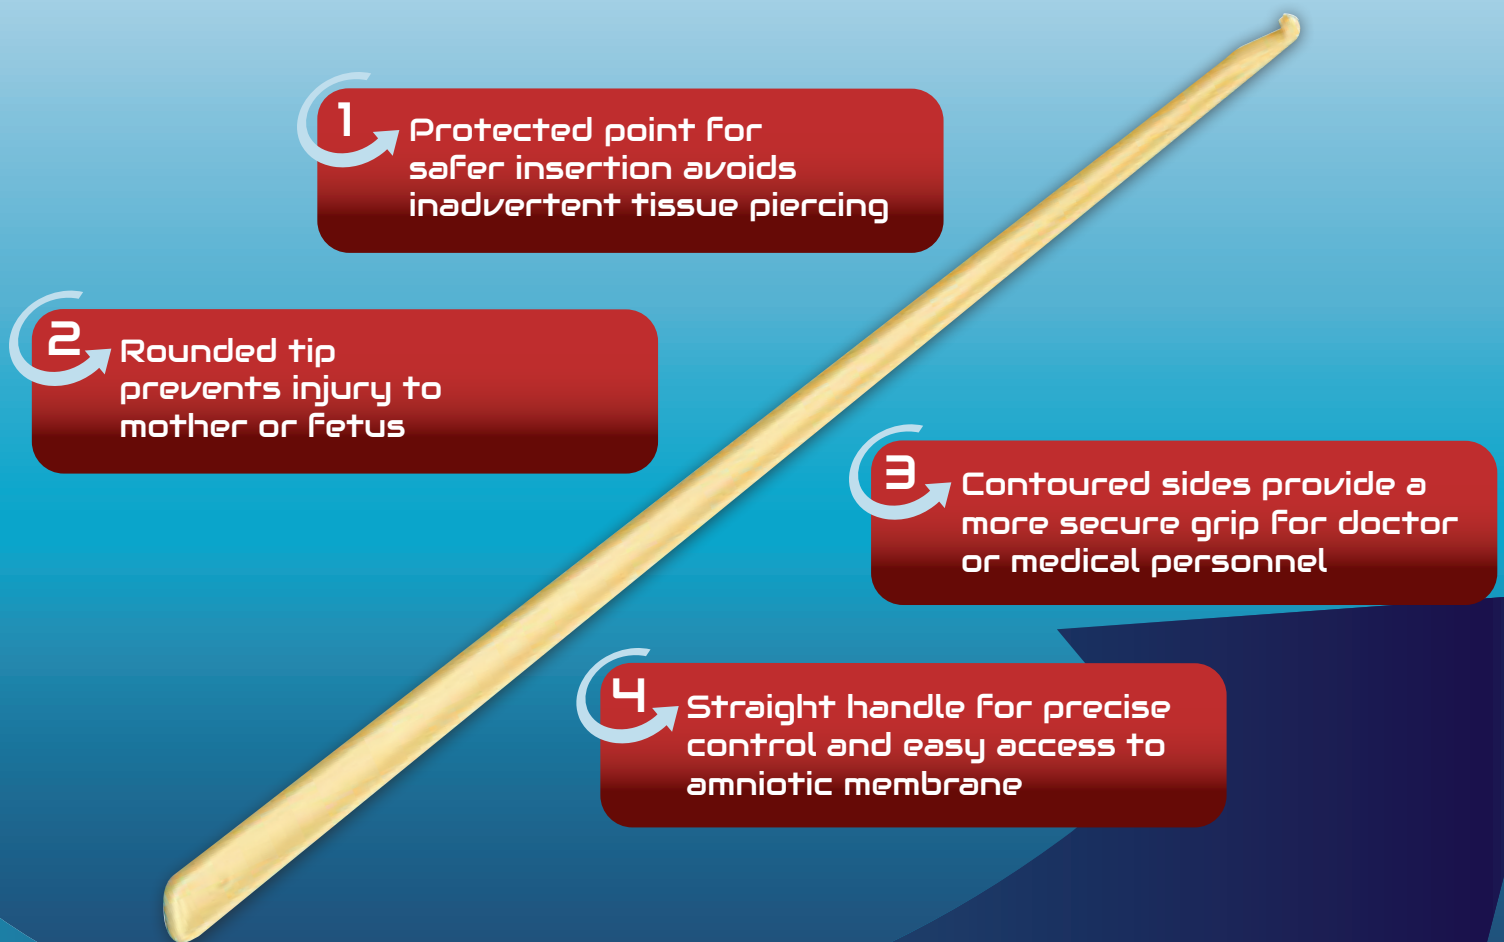 1
Protected point for
safer insertion avoids
inadvertent tissue piercing
2
Rounded tip
prevents injury to
mother or fetus
3
Contoured sides provide a
more secure grip for doctor
or medical personnel
4
Straight handle for precise
control and easy access to
amniotic membrane